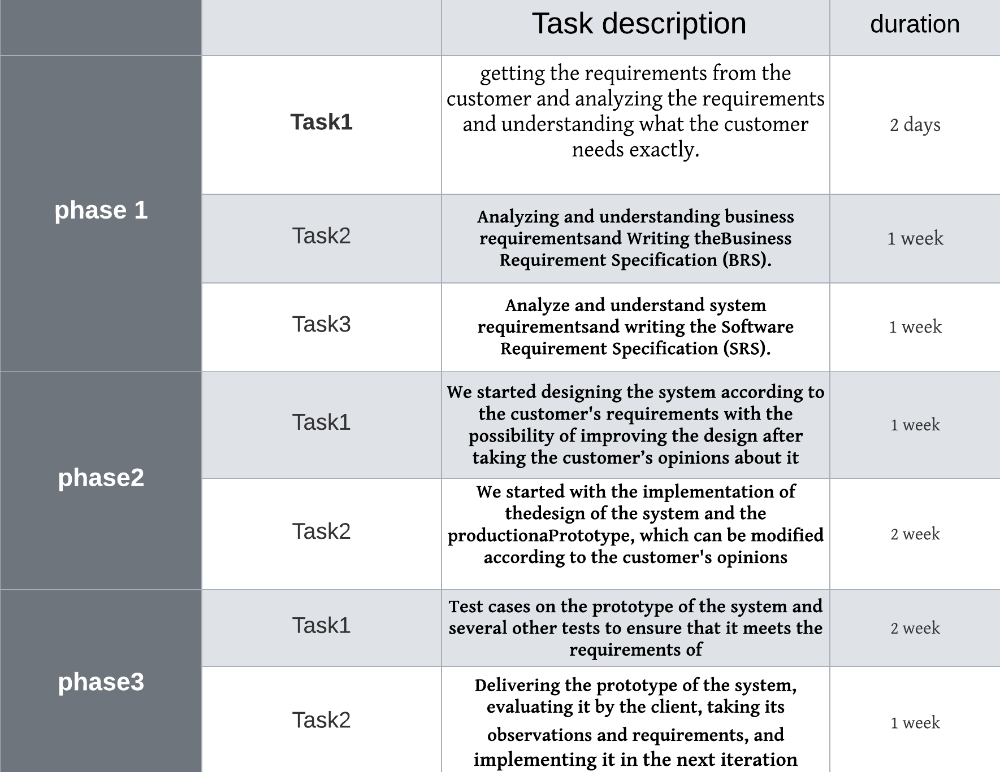 Task description
duration
phase 1
Task1
getting the requirements from the
customer and analyzing the requirements
and understanding what the customer
needs exactly.
2 days
Task2
Analyzing and understanding business
requirementsand Writing theBusiness
Requirement Specification (BRS).
1 week
Task3
Analyze and understand system
requirementsand writing the Software
Requirement Specification (SRS).
1 week
phase2
Task1
We started designing the system according to
the customer's requirements with the
possibility of improving the design after
taking the customer’s opinions about it
1 week
Task2
We started with the implementation of
thedesign of the system and the
productionaPrototype, which can be modified
according to the customer's opinions
2 week
phase3
Task1
Test cases on the prototype of the system and
several other tests to ensure that it meets the
requirements of
2 week
Task2
Delivering the prototype of the system,
evaluating it by the client, taking its
observations and requirements, and
implementing it in the next iteration
1 week